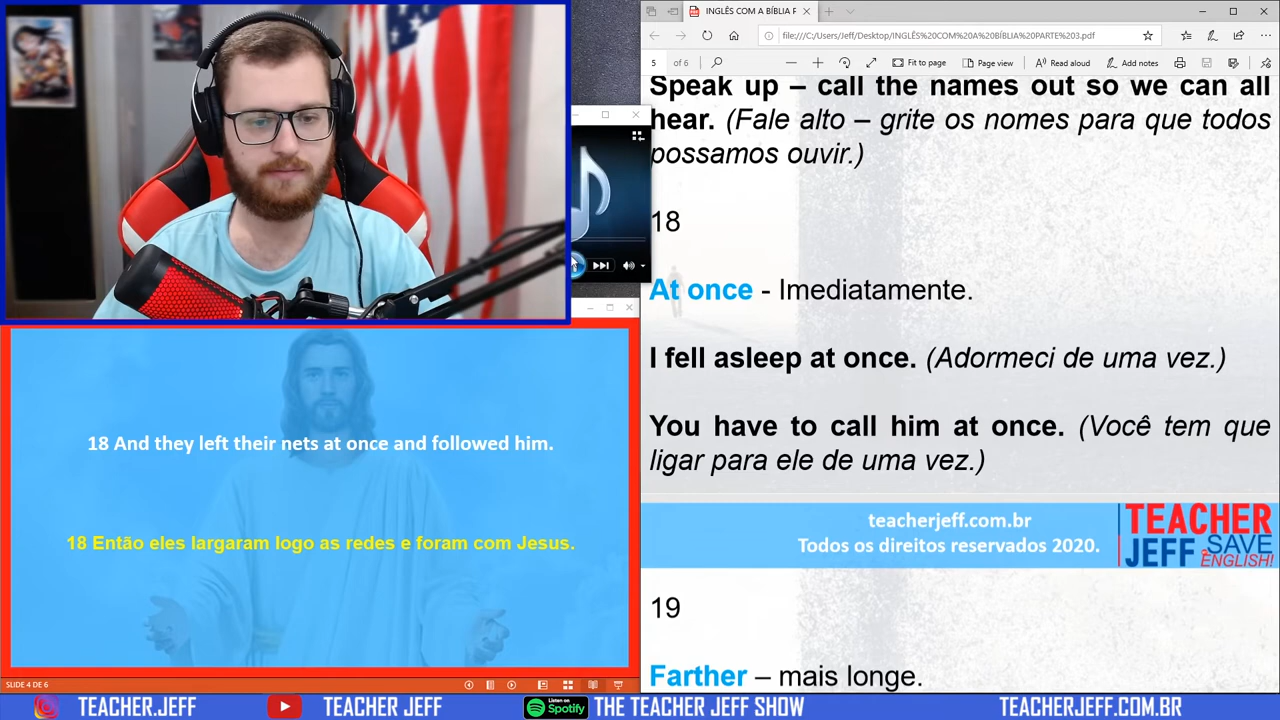 INGLÊS COM A BÍBLIA F
file:///C:/Users/Jeff/Desktop/INGLÊS%20COM%20A%20BÍBLIA%20PARTE%203.pdf
5 of 6
Fit to page
Page view
Read aloud
Add notes
Speak up – call the names out so we can all
hear. (Fale alto – grite os nomes para que todos
possamos ouvir.)
18
At once - Imediatamente.
I fell asleep at once. (Adormeci de uma vez.)
You have to call him at once. (Você tem que
ligar para ele de uma vez.)
teacherjeff.com.br
Todos os direitos reservados 2020.
TEACHER
JEFF SAVE
ENGLISH!
19
Farther – mais longe.
18 And they left their nets at once and followed him.
18 Então eles largaram logo as redes e foram com Jesus.
SLIDE 4 DE 6
TEACHER.JEFF
TEACHER JEFF
Listen on
Spotify
THE TEACHER JEFF SHOW
TEACHERJEFF.COM.BR